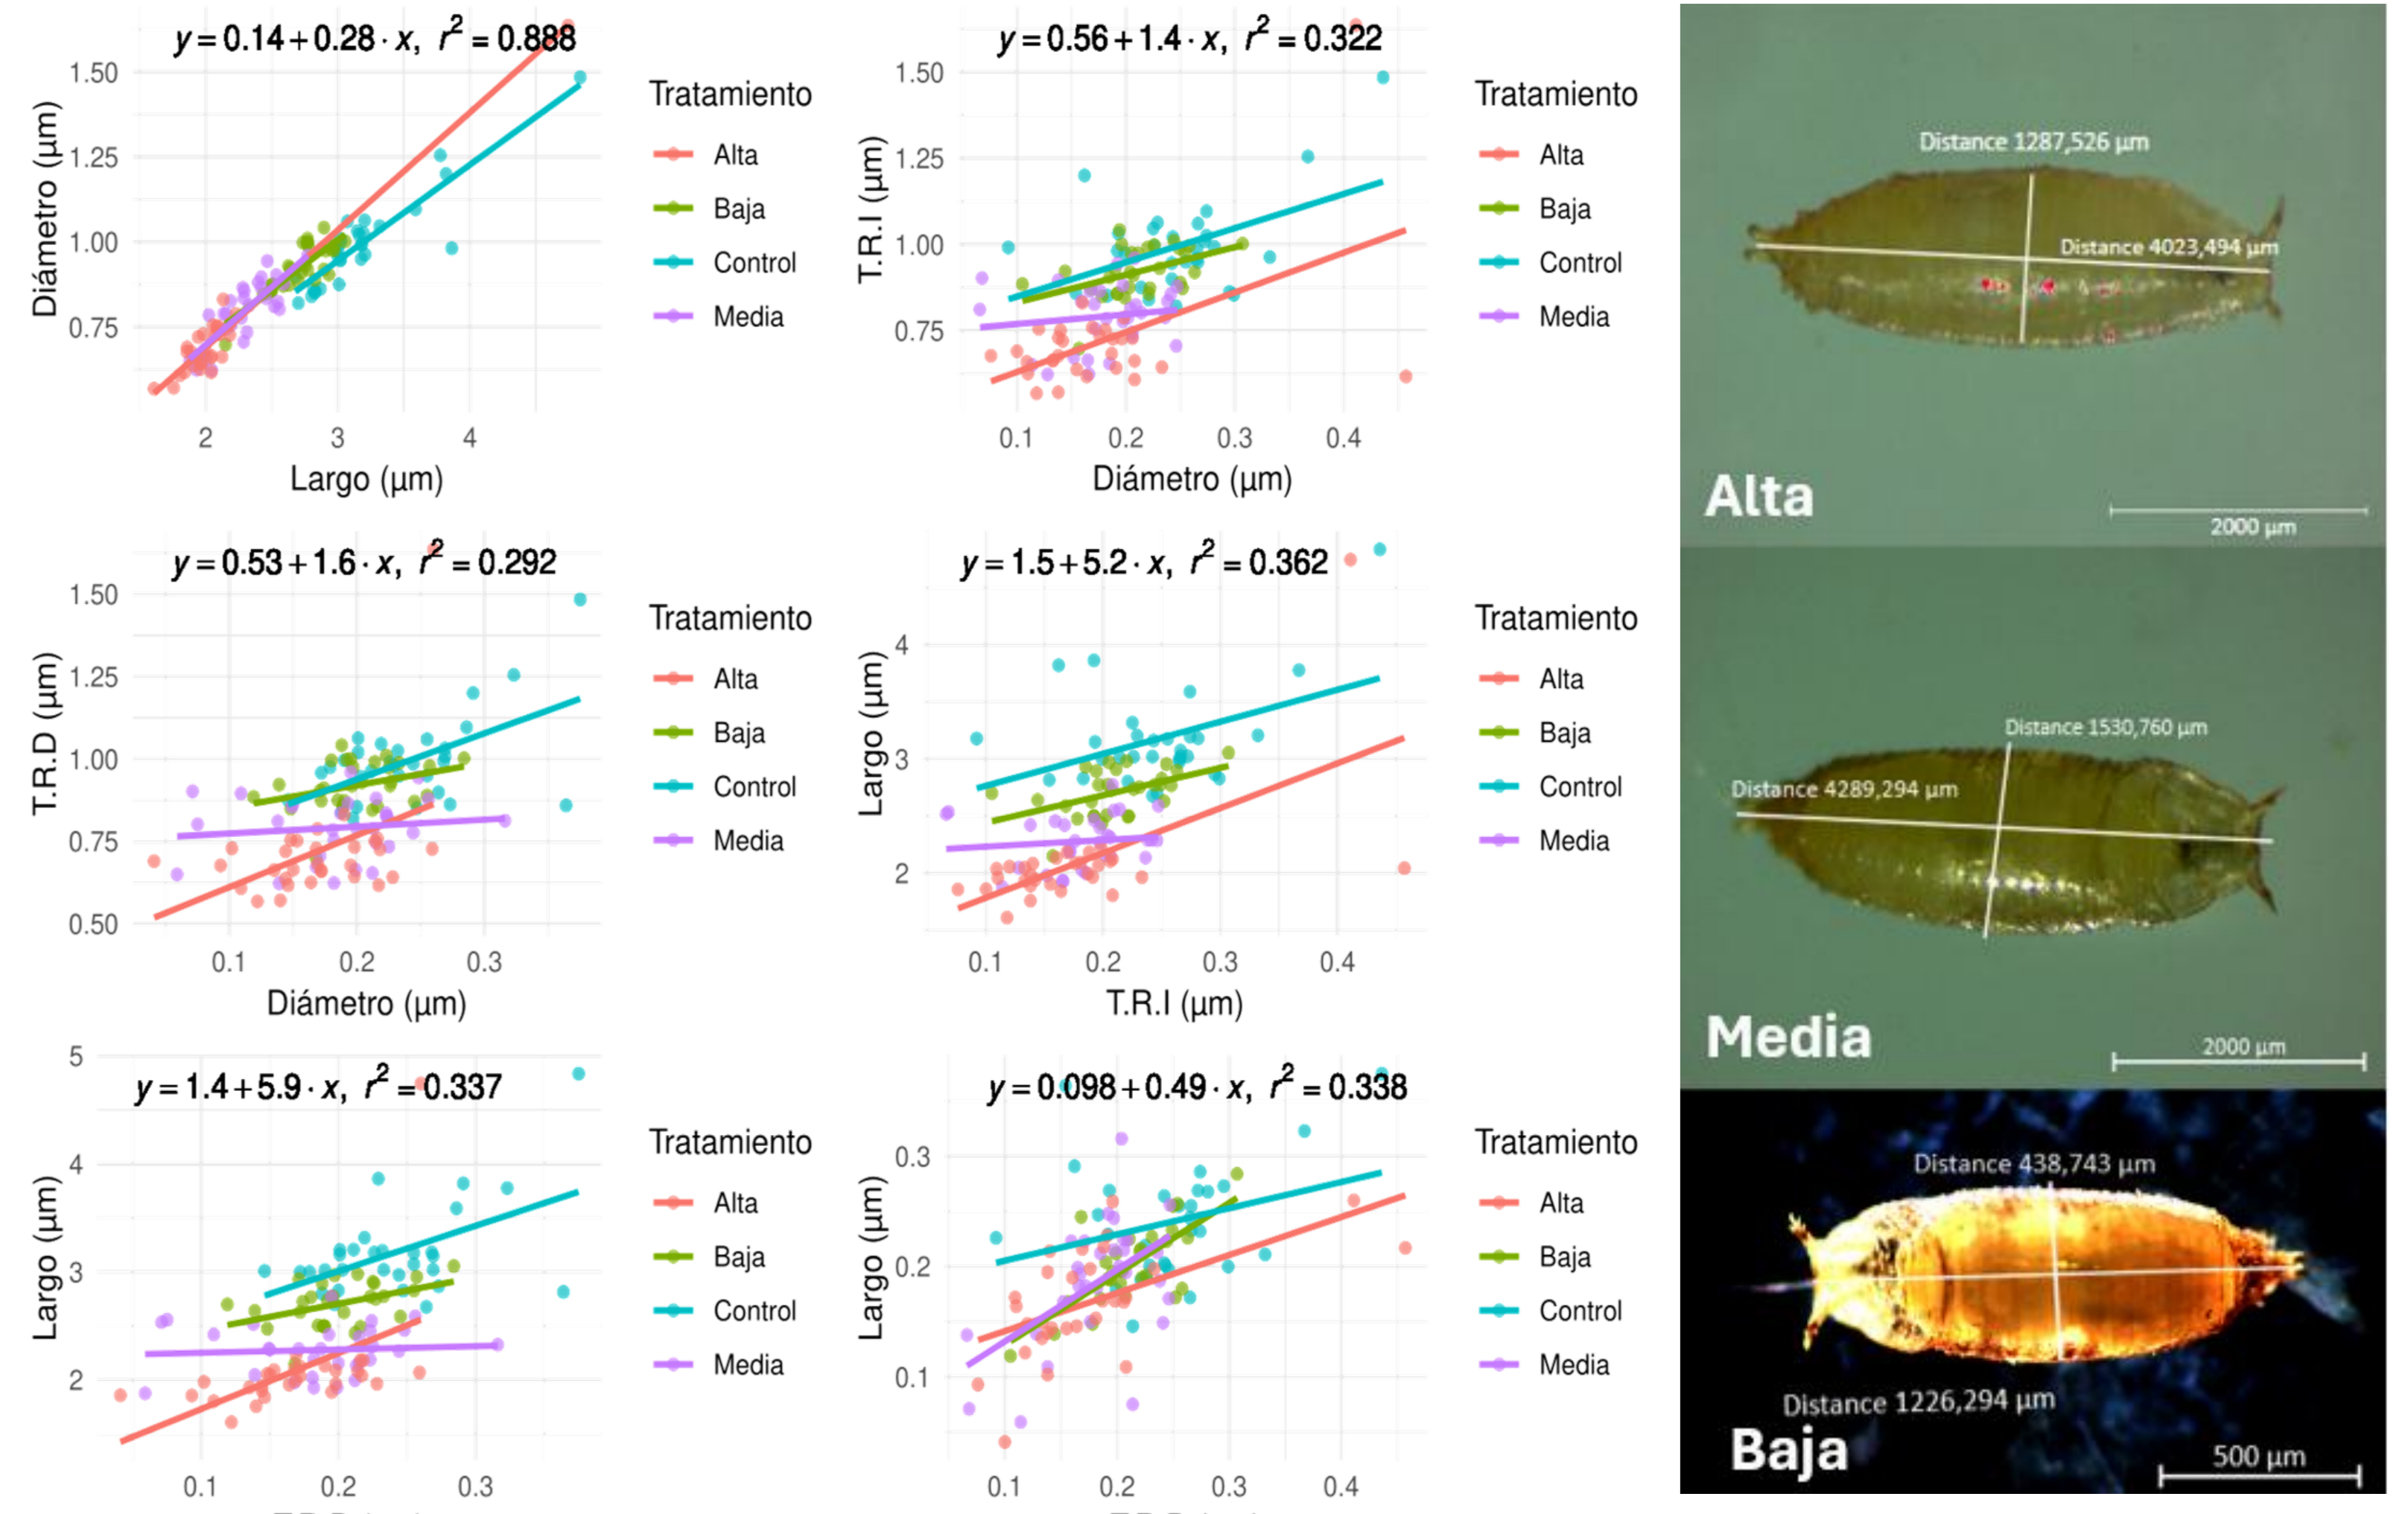 y = 0.14 + 0.28 · x, r² = 0.888
Diámetro (µm)
1.50
1.25
1.00
0.75
2 3 4
Largo (µm)
Tratamiento
Alta
Baja
Control
Media
y = 0.56 + 1.4 · x, r² = 0.322
T.R.I (µm)
1.50
1.25
1.00
0.75
0.1 0.2 0.3 0.4
Diámetro (µm)
Tratamiento
Alta
Baja
Control
Media
y = 0.53 + 1.6 · x, r² = 0.292
T.R.D (µm)
1.50
1.25
1.00
0.75
0.50
0.1 0.2 0.3
Diámetro (µm)
Tratamiento
Alta
Baja
Control
Media
y = 1.5 + 5.2 · x, r² = 0.362
Largo (µm)
4
3
2
0.1 0.2 0.3 0.4
T.R.I (µm)
Tratamiento
Alta
Baja
Control
Media
y = 1.4 + 5.9 · x, r² = 0.337
Largo (µm)
5
4
3
2
0.1 0.2 0.3
Tratamiento
Alta
Baja
Control
Media
y = 0.098 + 0.49 · x, r² = 0.338
Largo (µm)
0.3
0.2
0.1
0.1 0.2 0.3 0.4
Tratamiento
Alta
Baja
Control
Media
Distance 1287,526 µm
Distance 4023,494 µm
Alta
2000 µm
Distance 1530,760 µm
Distance 4289,294 µm
Media
2000 µm
Distance 438,743 µm
Distance 1226,294 µm
Baja
500 µm